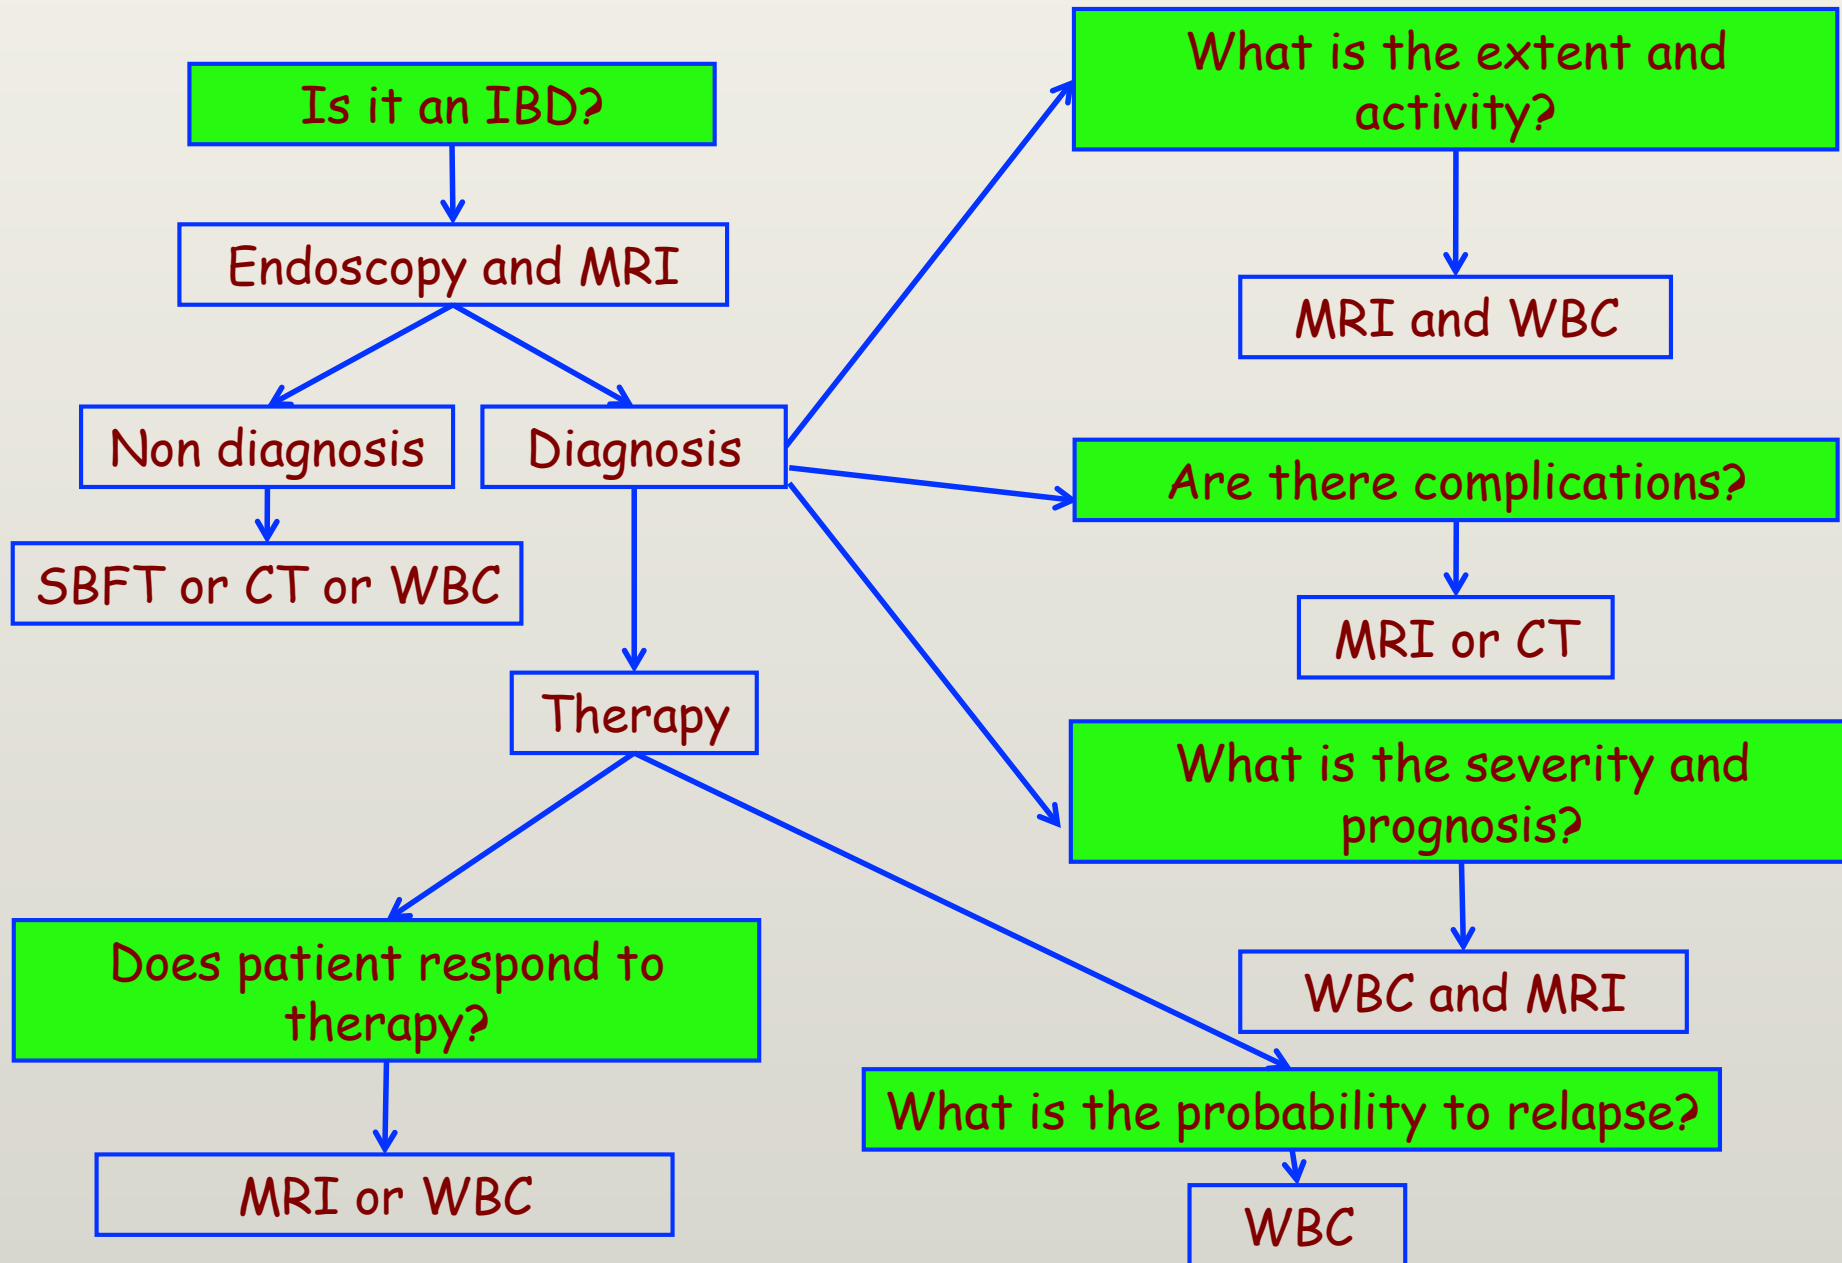 Is it an IBD?
Endoscopy and MRI
Non diagnosis
Diagnosis
SBFT or CT or WBC
Therapy
Does patient respond to
therapy?
MRI or WBC
What is the extent and
activity?
MRI and WBC
Are there complications?
MRI or CT
What is the severity and
prognosis?
WBC and MRI
What is the probability to relapse?
WBC